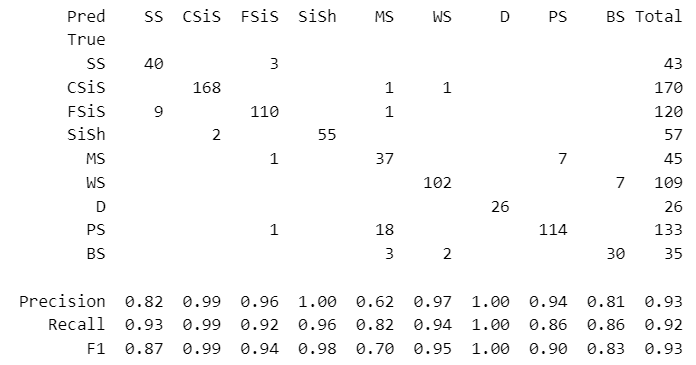 Pred SS CSiS FSiS SiSh MS WS D PS BS Total
True
SS 40 3 43
CSiS 168 1 1 170
FSiS 9 110 1 120
SiSh 2 55 57
MS 1 37 7 45
WS 102 7 109
D 26 26
PS 1 18 114 133
BS 3 2 30 35
Precision 0.82 0.99 0.96 1.00 0.62 0.97 1.00 0.94 0.81 0.93
Recall 0.93 0.99 0.92 0.96 0.82 0.94 1.00 0.86 0.86 0.92
F1 0.87 0.99 0.94 0.98 0.70 0.95 1.00 0.90 0.83 0.93